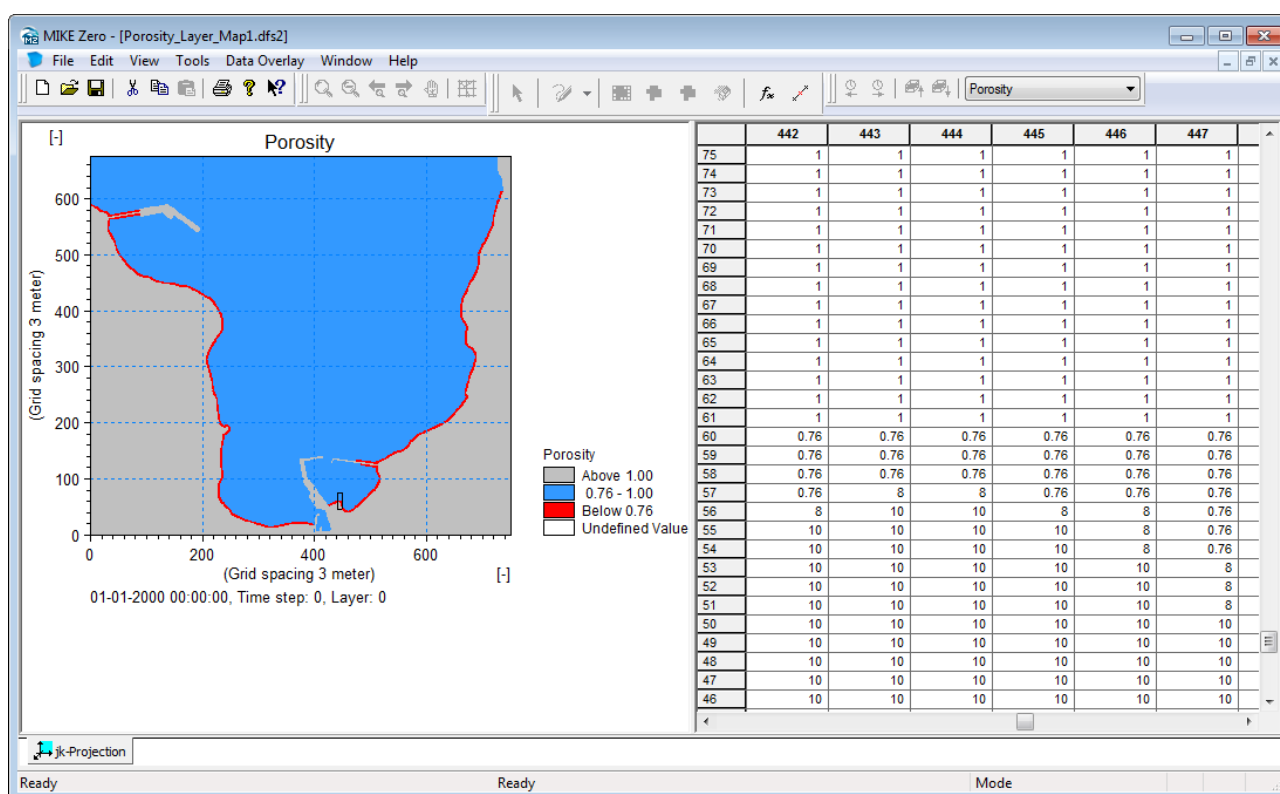 MIKE Zero - [Porosity_Layer_Map1.dfs2]
File Edit View Tools Data Overlay Window Help
Porosity
[-]
Porosity
600
500
400
300
200
100
0
(Grid spacing 3 meter)
0 200 400 600
(Grid spacing 3 meter) [-]
01-01-2000 00:00:00, Time step: 0, Layer: 0
Porosity
Above 1.00
0.76 - 1.00
Below 0.76
Undefined Value
442 443 444 445 446 447
75 1 1 1 1 1 1
74 1 1 1 1 1 1
73 1 1 1 1 1 1
72 1 1 1 1 1 1
71 1 1 1 1 1 1
70 1 1 1 1 1 1
69 1 1 1 1 1 1
68 1 1 1 1 1 1
67 1 1 1 1 1 1
66 1 1 1 1 1 1
65 1 1 1 1 1 1
64 1 1 1 1 1 1
63 1 1 1 1 1 1
62 1 1 1 1 1 1
61 1 1 1 1 1 1
60 0.76 0.76 0.76 0.76 0.76 0.76
59 0.76 0.76 0.76 0.76 0.76 0.76
58 0.76 0.76 0.76 0.76 0.76 0.76
57 0.76 8 8 0.76 0.76 0.76
56 8 10 10 8 8 0.76
55 10 10 10 10 8 0.76
54 10 10 10 10 8 0.76
53 10 10 10 10 10 8
52 10 10 10 10 10 8
51 10 10 10 10 10 8
50 10 10 10 10 10 10
49 10 10 10 10 10 10
48 10 10 10 10 10 10
47 10 10 10 10 10 10
46 10 10 10 10 10 10
jk-Projection
Ready Ready Mode